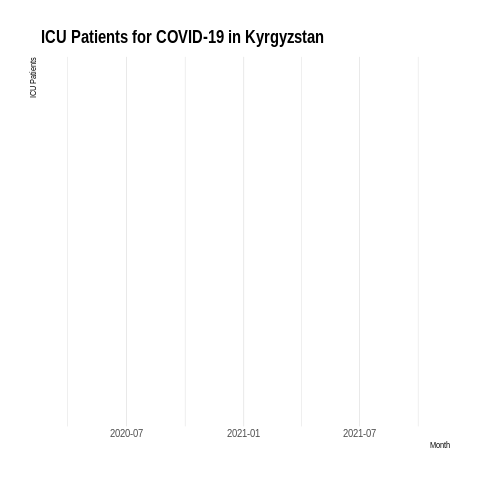 ICU Patients for COVID-19 in Kyrgyzstan
ICU Patients
2020-07 2021-01 2021-07
Month